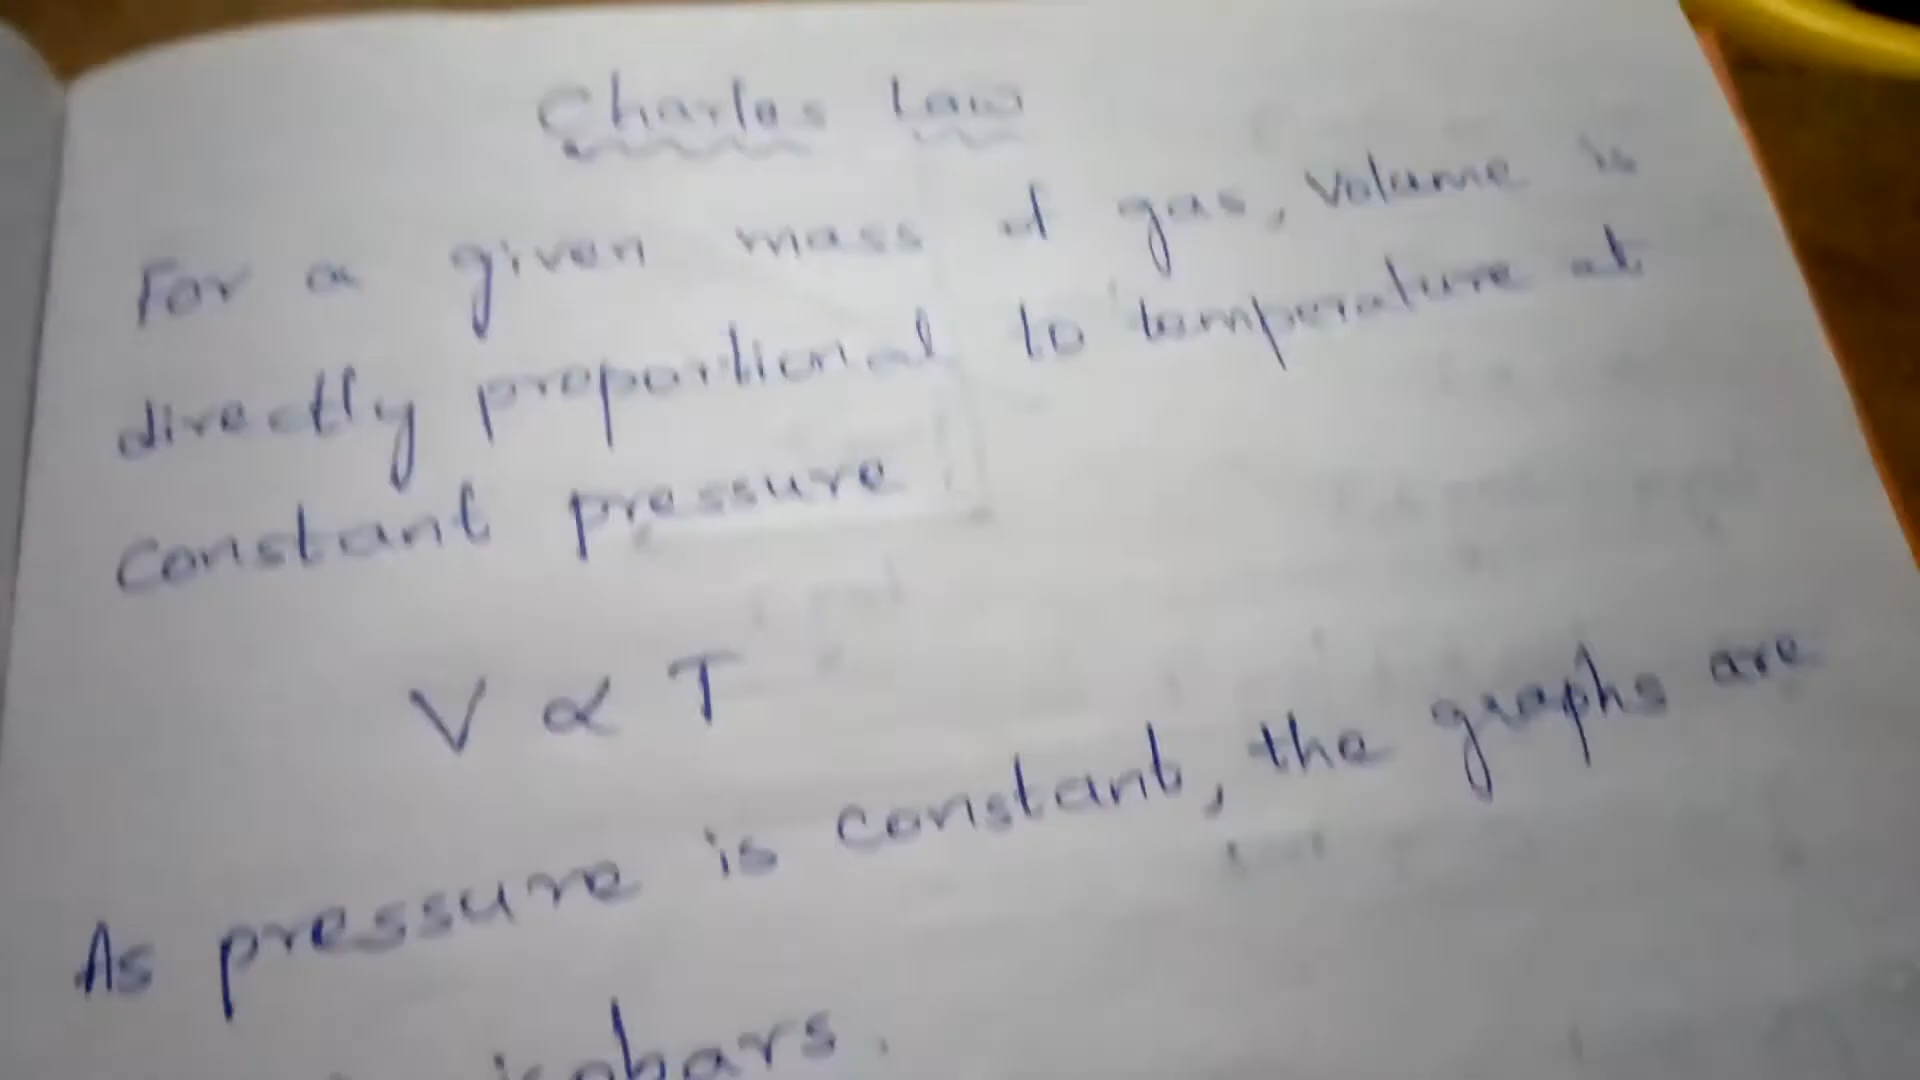 Charles Law
For a given mass of gas, Volume is
directly proportional to temperature at
constant pressure
V ∝ T
As pressure is constant, the graphs are
isobars.